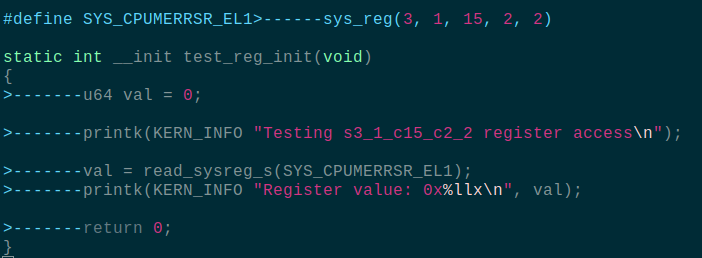 #define SYS_CPUMERRSR_EL1>------sys_reg(3, 1, 15, 2, 2)
static int __init test_reg_init(void)
{
>-------u64 val = 0;
>-------printk(KERN_INFO "Testing s3_1_c15_c2_2 register access\n");
>-------val = read_sysreg_s(SYS_CPUMERRSR_EL1);
>-------printk(KERN_INFO "Register value: 0x%llx\n", val);
>-------return 0;
}